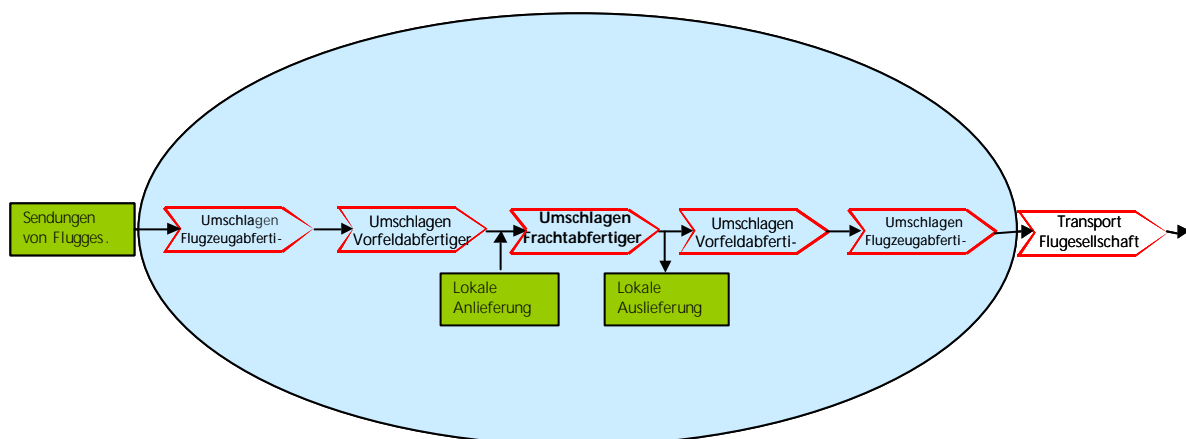 Sendungen
von Flugges.
Umschlagen
Flugzeugabferti-
Umschlagen
Vorfeldabfertiger
Umschlagen
Frachtabfertiger
Umschlagen
Vorfeldabferti-
Umschlagen
Flugzeugabferti-
Transport
Flugesellschaft
Lokale
Anlieferung
Lokale
Auslieferung